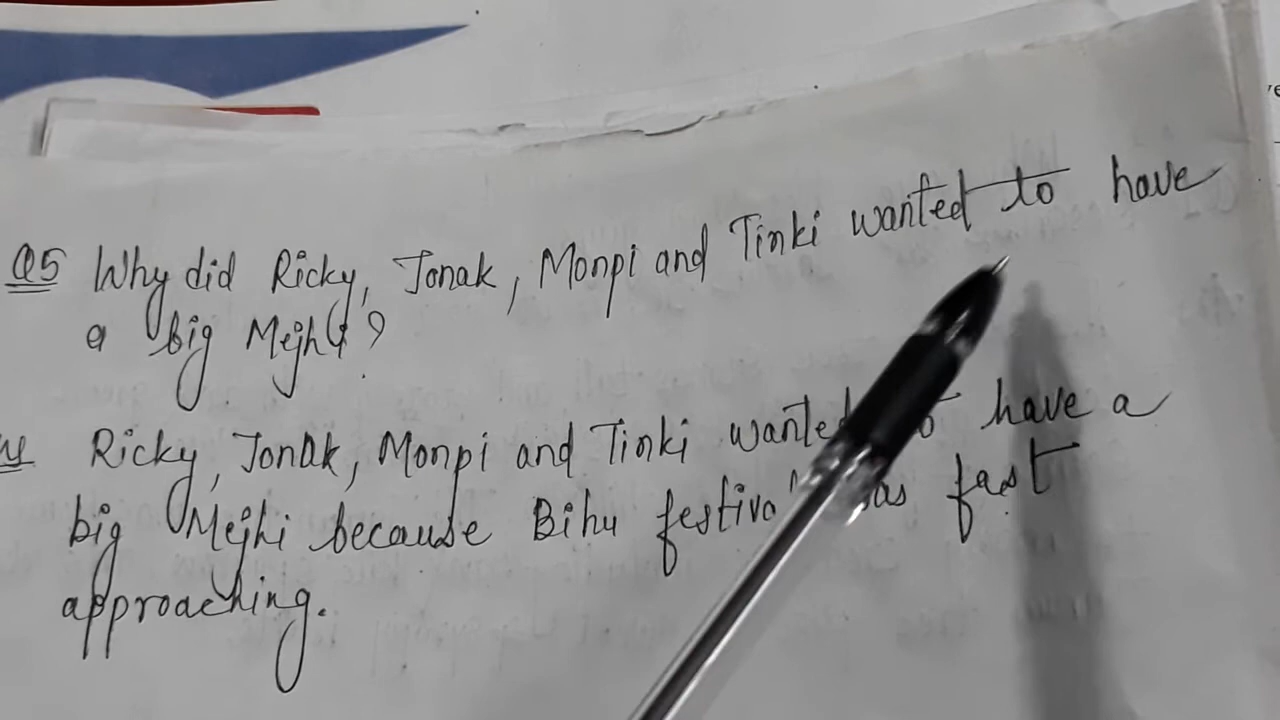 Q5 Why did Ricky, Jonak, Monpi and Tinki wanted to have
a big Mejhi?
Ricky, Jonak, Monpi and Tinki wanted have a
big Mejhi because Bihu fast
approaching.